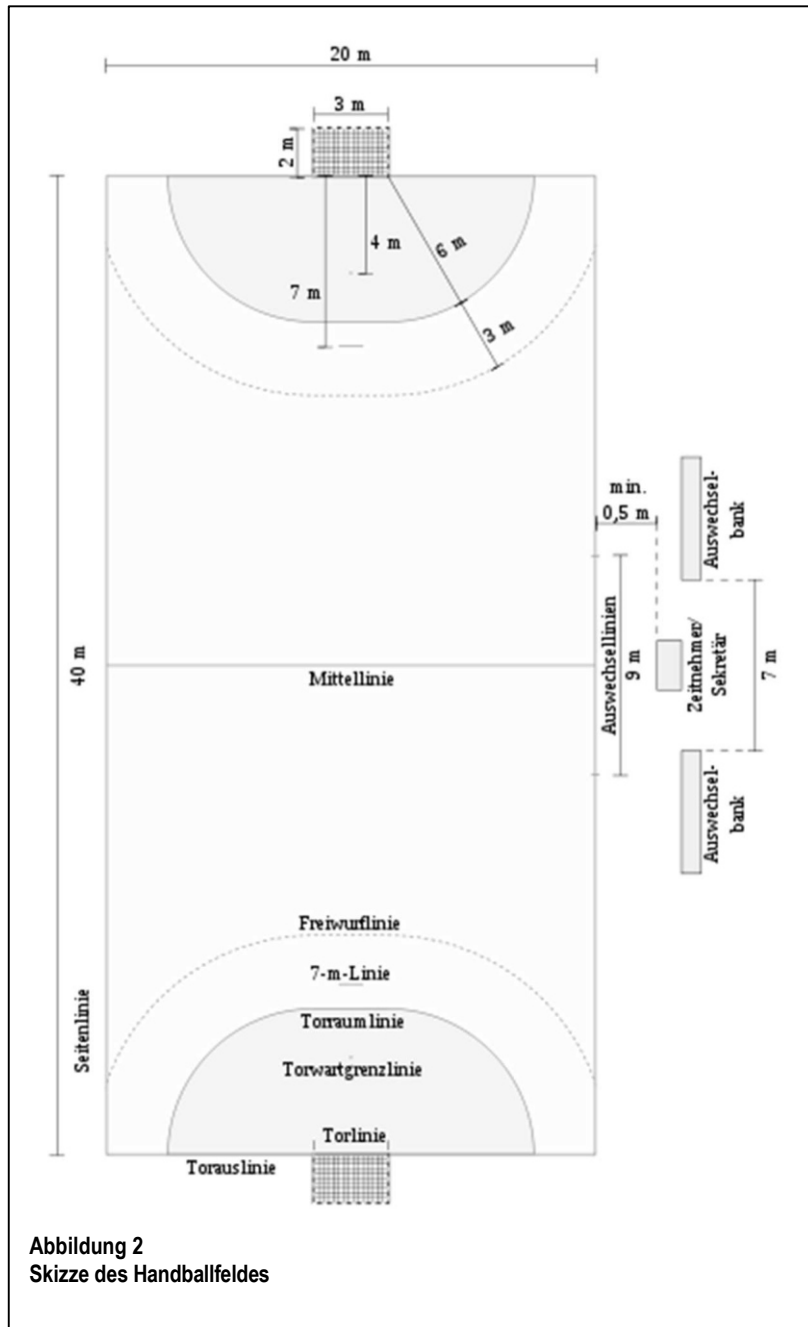 20 m
3 m
2 m
4 m
6 m
7 m
3 m
min.
0,5 m
Auswechsel-
bank
Auswechsellinien
9 m
Zeitnehmer/
Sekretär
7 m
40 m
Mittellinie
Auswechsel-
bank
Freiwurflinie
7-m-Linie
Seitenlinie
Torraumlinie
Torwartgrenzlinie
Torlinie
Torauslinie
Abbildung 2
Skizze des Handballfeldes